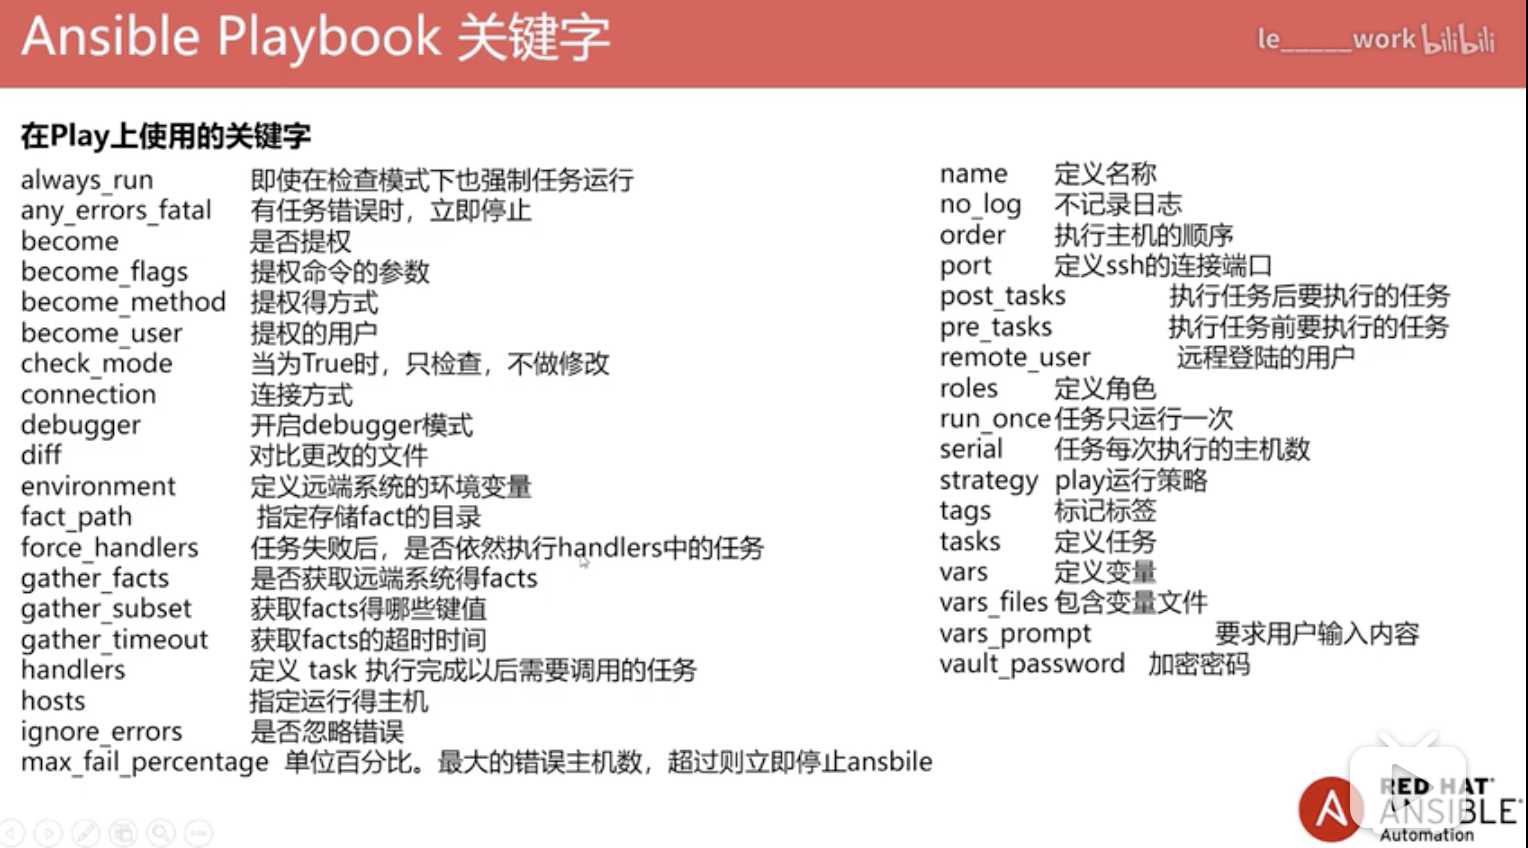 Ansible Playbook 关键字
le_____work bilibili
在Play上使用的关键字
always_run 即使在检查模式下也强制任务运行
any_errors_fatal 有任务错误时，立即停止
become 是否提权
become_flags 提权命令的参数
become_method 提权得方式
become_user 提权的用户
check_mode 当为True时，只检查，不做修改
connection 连接方式
debugger 开启debugger模式
diff 对比更改的文件
environment 定义远端系统的环境变量
fact_path 指定存储fact的目录
force_handlers 任务失败后，是否依然执行handlers中的任务
gather_facts 是否获取远端系统得facts
gather_subset 获取facts得哪些键值
gather_timeout 获取facts的超时时间
handlers 定义 task 执行完成以后需要调用的任务
hosts 指定运行得主机
ignore_errors 是否忽略错误
max_fail_percentage 单位百分比。最大的错误主机数，超过则立即停止ansbile
name 定义名称
no_log 不记录日志
order 执行主机的顺序
port 定义ssh的连接端口
post_tasks 执行任务后要执行的任务
pre_tasks 执行任务前要执行的任务
remote_user 远程登陆的用户
roles 定义角色
run_once 任务只运行一次
serial 任务每次执行的主机数
strategy play运行策略
tags 标记标签
tasks 定义任务
vars 定义变量
vars_files 包含变量文件
vars_prompt 要求用户输入内容
vault_password 加密密码
RED HAT
ANSIBLE
Automation